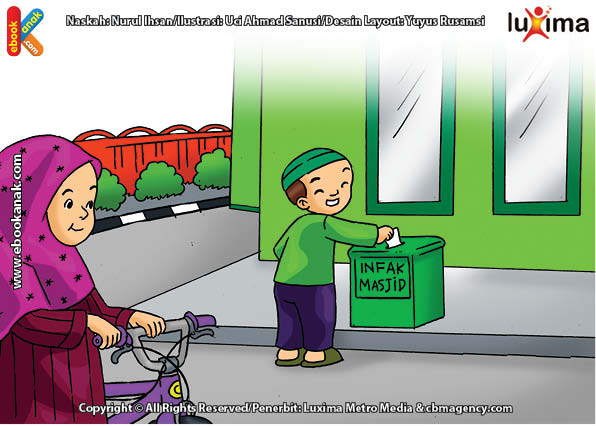 ebook
anak
.com
Naskah: Nurul Ihsan/Ilustrasi: Uci Ahmad Sanusi/Desain Layout: Yuyus Rusamsi
luxima
www.ebookanak.com
INFAK
MASJID
Copyright © All Rights Reserved/Penerbit: Luxima Metro Media & cbmagency.com